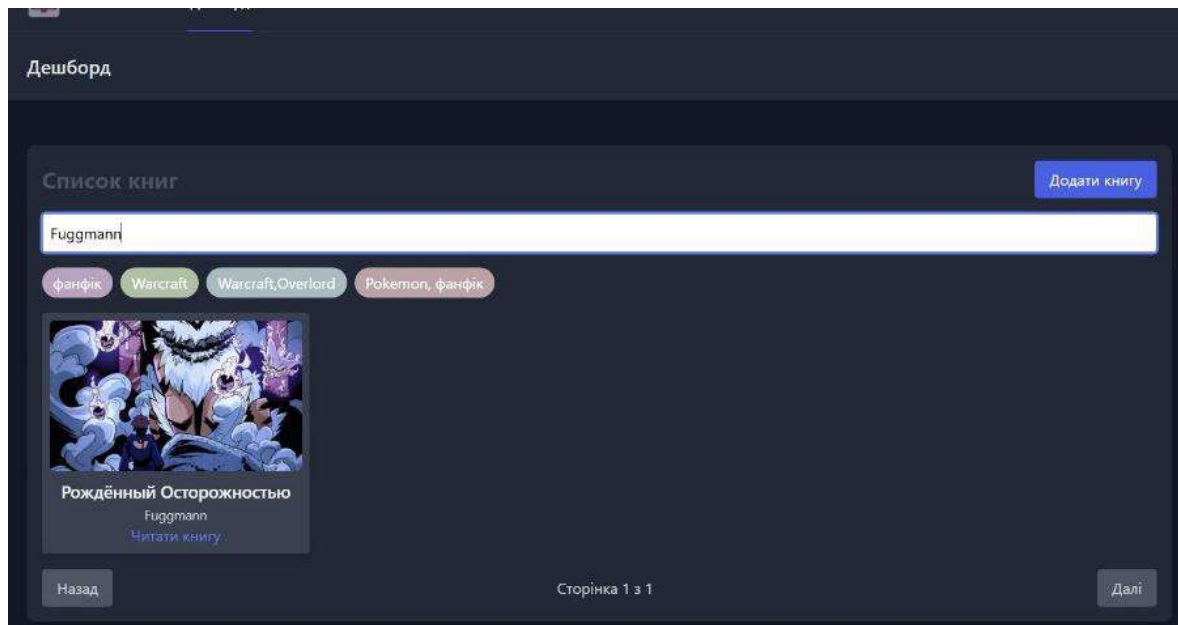 Дешборд
Список книг
Додати книгу
Fuggmann
фанфік Warcraft Warcraft,Overlord Pokemon, фанфік
Рождённый Осторожностью
Fuggmann
Читати книгу
Назад Сторінка 1 з 1 Далі